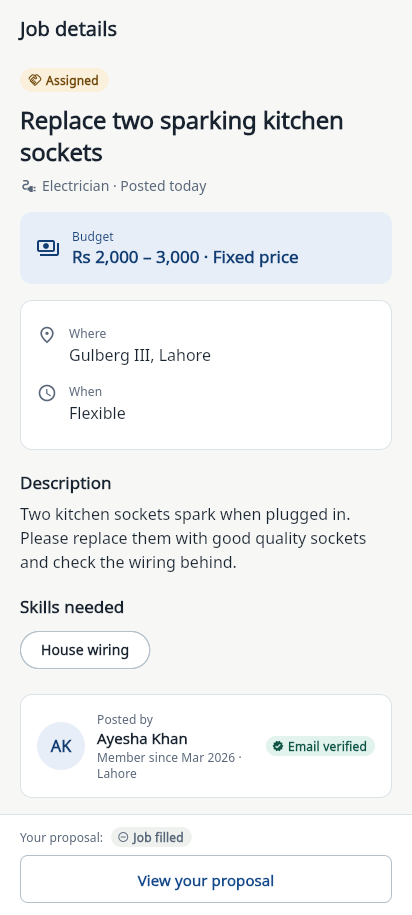 Job details
Assigned
Replace two sparking kitchen
sockets
Electrician · Posted today
Budget
Rs 2,000 – 3,000 · Fixed price
Where
Gulberg III, Lahore
When
Flexible
Description
Two kitchen sockets spark when plugged in.
Please replace them with good quality sockets
and check the wiring behind.
Skills needed
House wiring
AK
Posted by
Ayesha Khan
Member since Mar 2026 ·
Lahore
Email verified
Your proposal:
Job filled
View your proposal